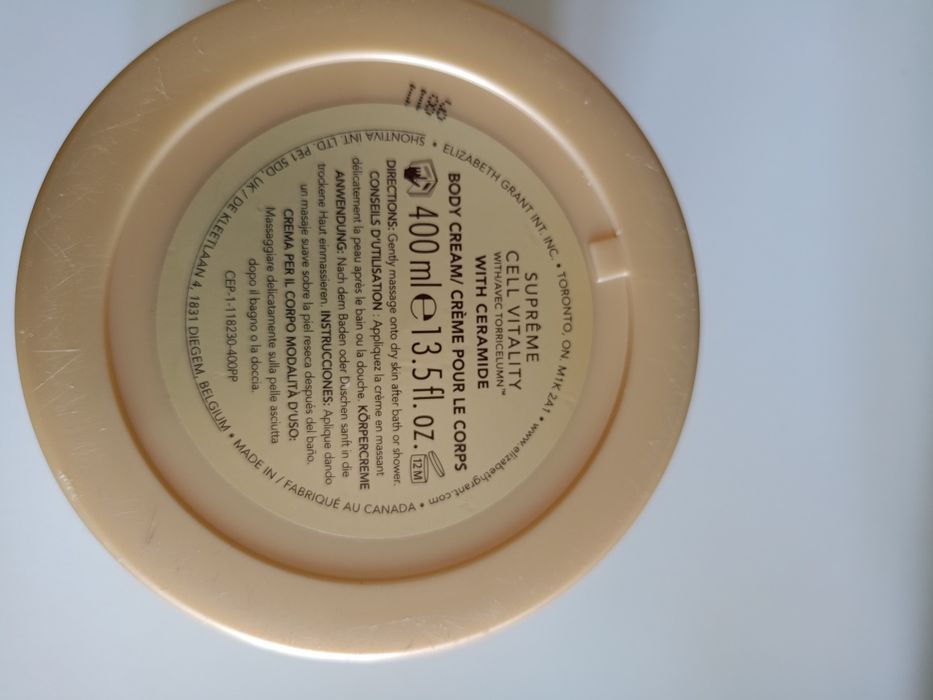 1186
SUPRÊME
CELL VITALITY
WITH/AVEC TORRICELUMN™
WITH CERAMIDE
BODY CREAM/ CRÈME POUR LE CORPS
400 ml e 13.5 fl. oz. 12 M
DIRECTIONS: Gently massage onto dry skin after bath or shower.
CONSEILS D'UTILISATION : Appliquez la crème en massant
délicatement la peau après le bain ou la douche. KÖRPERCREME
ANWENDUNG: Nach dem Baden oder Duschen sanft in die
trockene Haut einmassieren. INSTRUCCIONES: Aplique dando
un masaje suave sobre la piel reseca después del baño.
CREMA PER IL CORPO MODALITÀ D'USO:
Massaggiare delicatamente sulla pelle asciutta
dopo il bagno o la doccia.
CEP-1-118230-400PP
ELIZABETH GRANT INT. INC. • TORONTO, ON M1K 2A1 • www.elizabethgrant.com •
SHONTIVA INT. LTD. PE1 5DD, UK / DE KLEETLAAN 4, 1831 DIEGEM, BELGIUM • MADE IN / FABRIQUÉ AU CANADA •